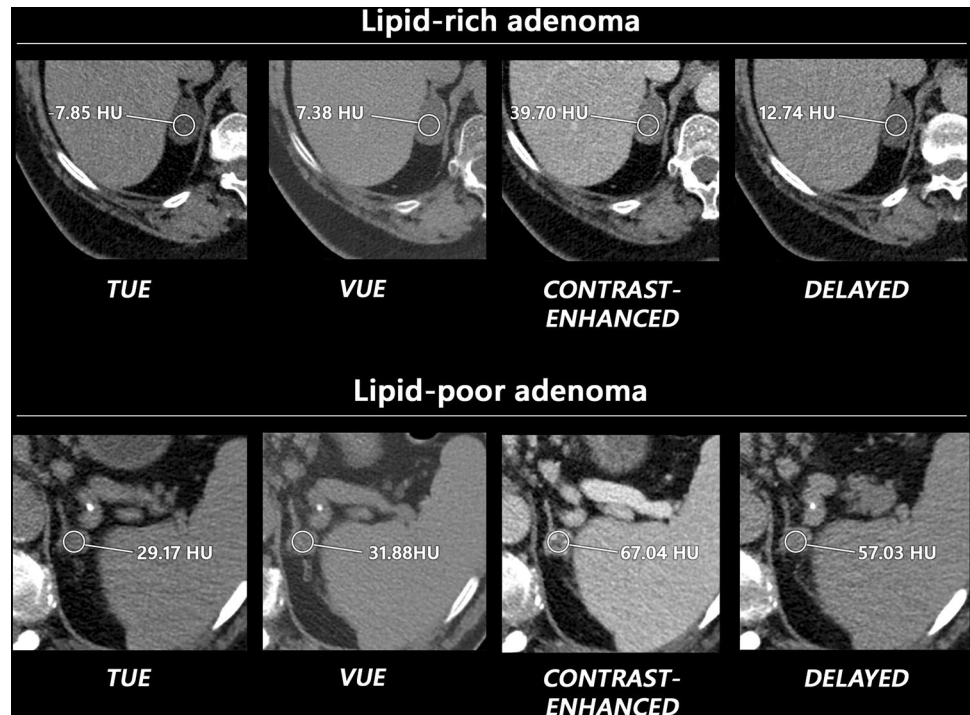 Lipid-rich adenoma
-7.85 HU
7.38 HU
39.70 HU
12.74 HU
TUE
VUE
CONTRAST-
ENHANCED
DELAYED
Lipid-poor adenoma
29.17 HU
31.88HU
67.04 HU
57.03 HU
TUE
VUE
CONTRAST-
ENHANCED
DELAYED